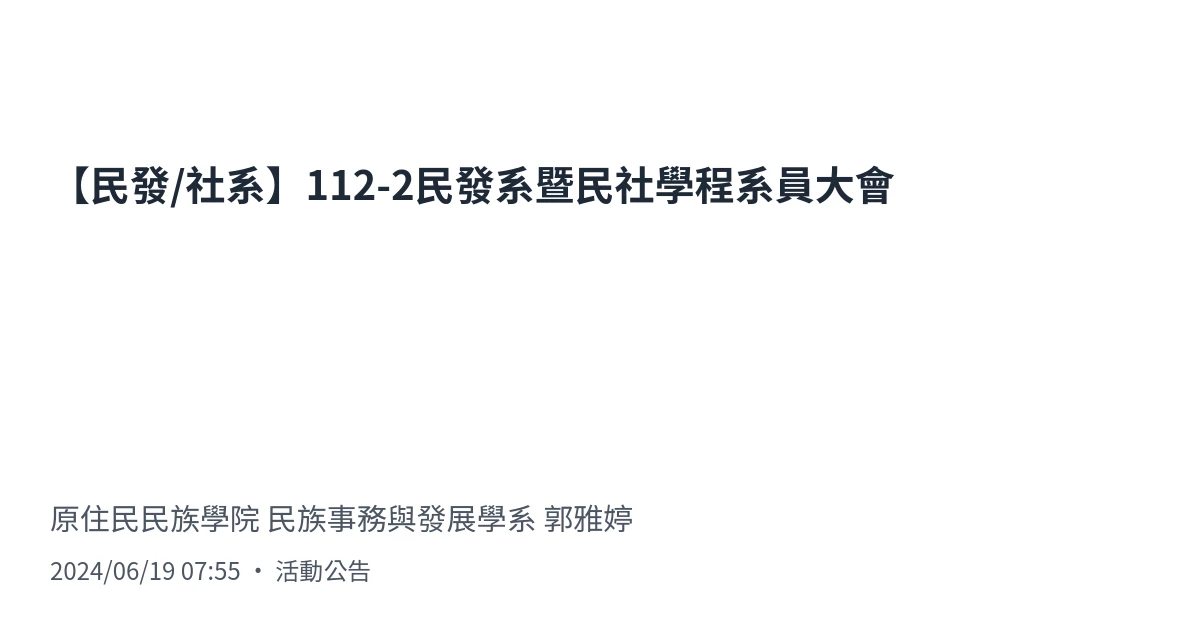 【民發/社系】112-2民發系暨民社學程系員大會
原住民民族學院 民族事務與發展學系 郭雅婷
2024/06/19 07:55 • 活動公告